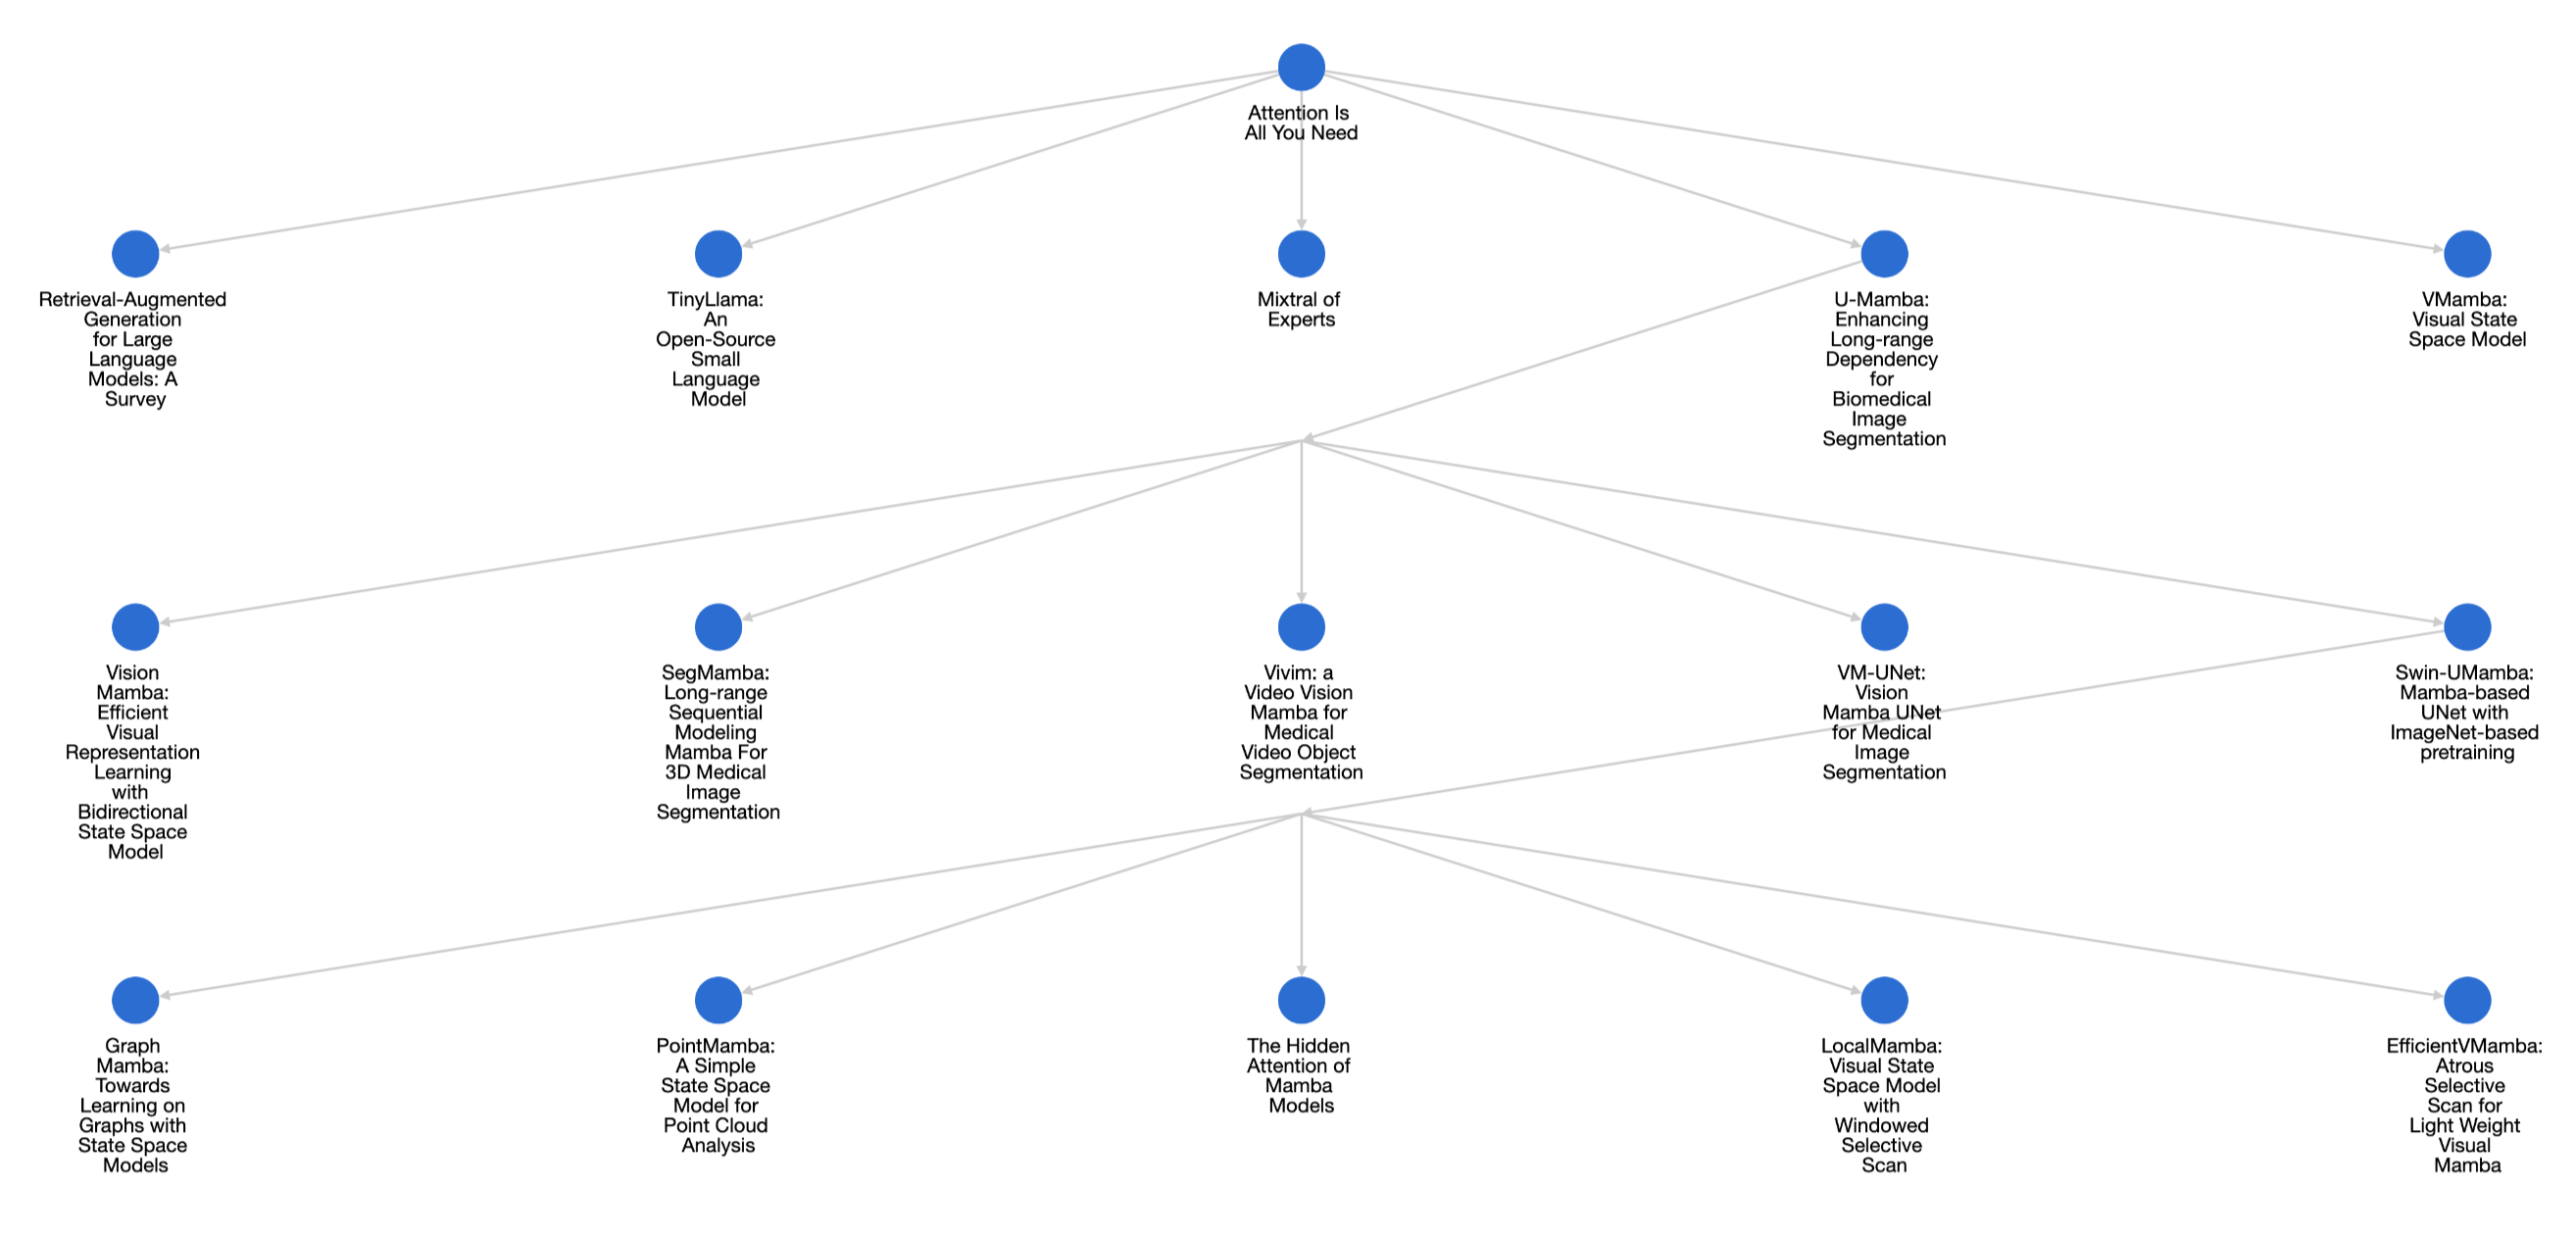 Attention Is
All You Need
Retrieval-Augmented
Generation
for Large
Language
Models: A
Survey
TinyLlama:
An
Open-Source
Small
Language
Model
Mixtral of
Experts
U-Mamba:
Enhancing
Long-range
Dependency
for
Biomedical
Image
Segmentation
VMamba:
Visual State
Space Model
Vision
Mamba:
Efficient
Visual
Representation
Learning
with
Bidirectional
State Space
Model
SegMamba:
Long-range
Sequential
Modeling
Mamba For
3D Medical
Image
Segmentation
Vivim: a
Video Vision
Mamba for
Medical
Video Object
Segmentation
VM-UNet:
Vision
Mamba UNet
for Medical
Image
Segmentation
Swin-UMamba:
Mamba-based
UNet with
ImageNet-based
pretraining
Graph
Mamba:
Towards
Learning on
Graphs with
State Space
Models
PointMamba:
A Simple
State Space
Model for
Point Cloud
Analysis
The Hidden
Attention of
Mamba
Models
LocalMamba:
Visual State
Space Model
with
Windowed
Selective
Scan
EfficientVMamba:
Atrous
Selective
Scan for
Light Weight
Visual
Mamba